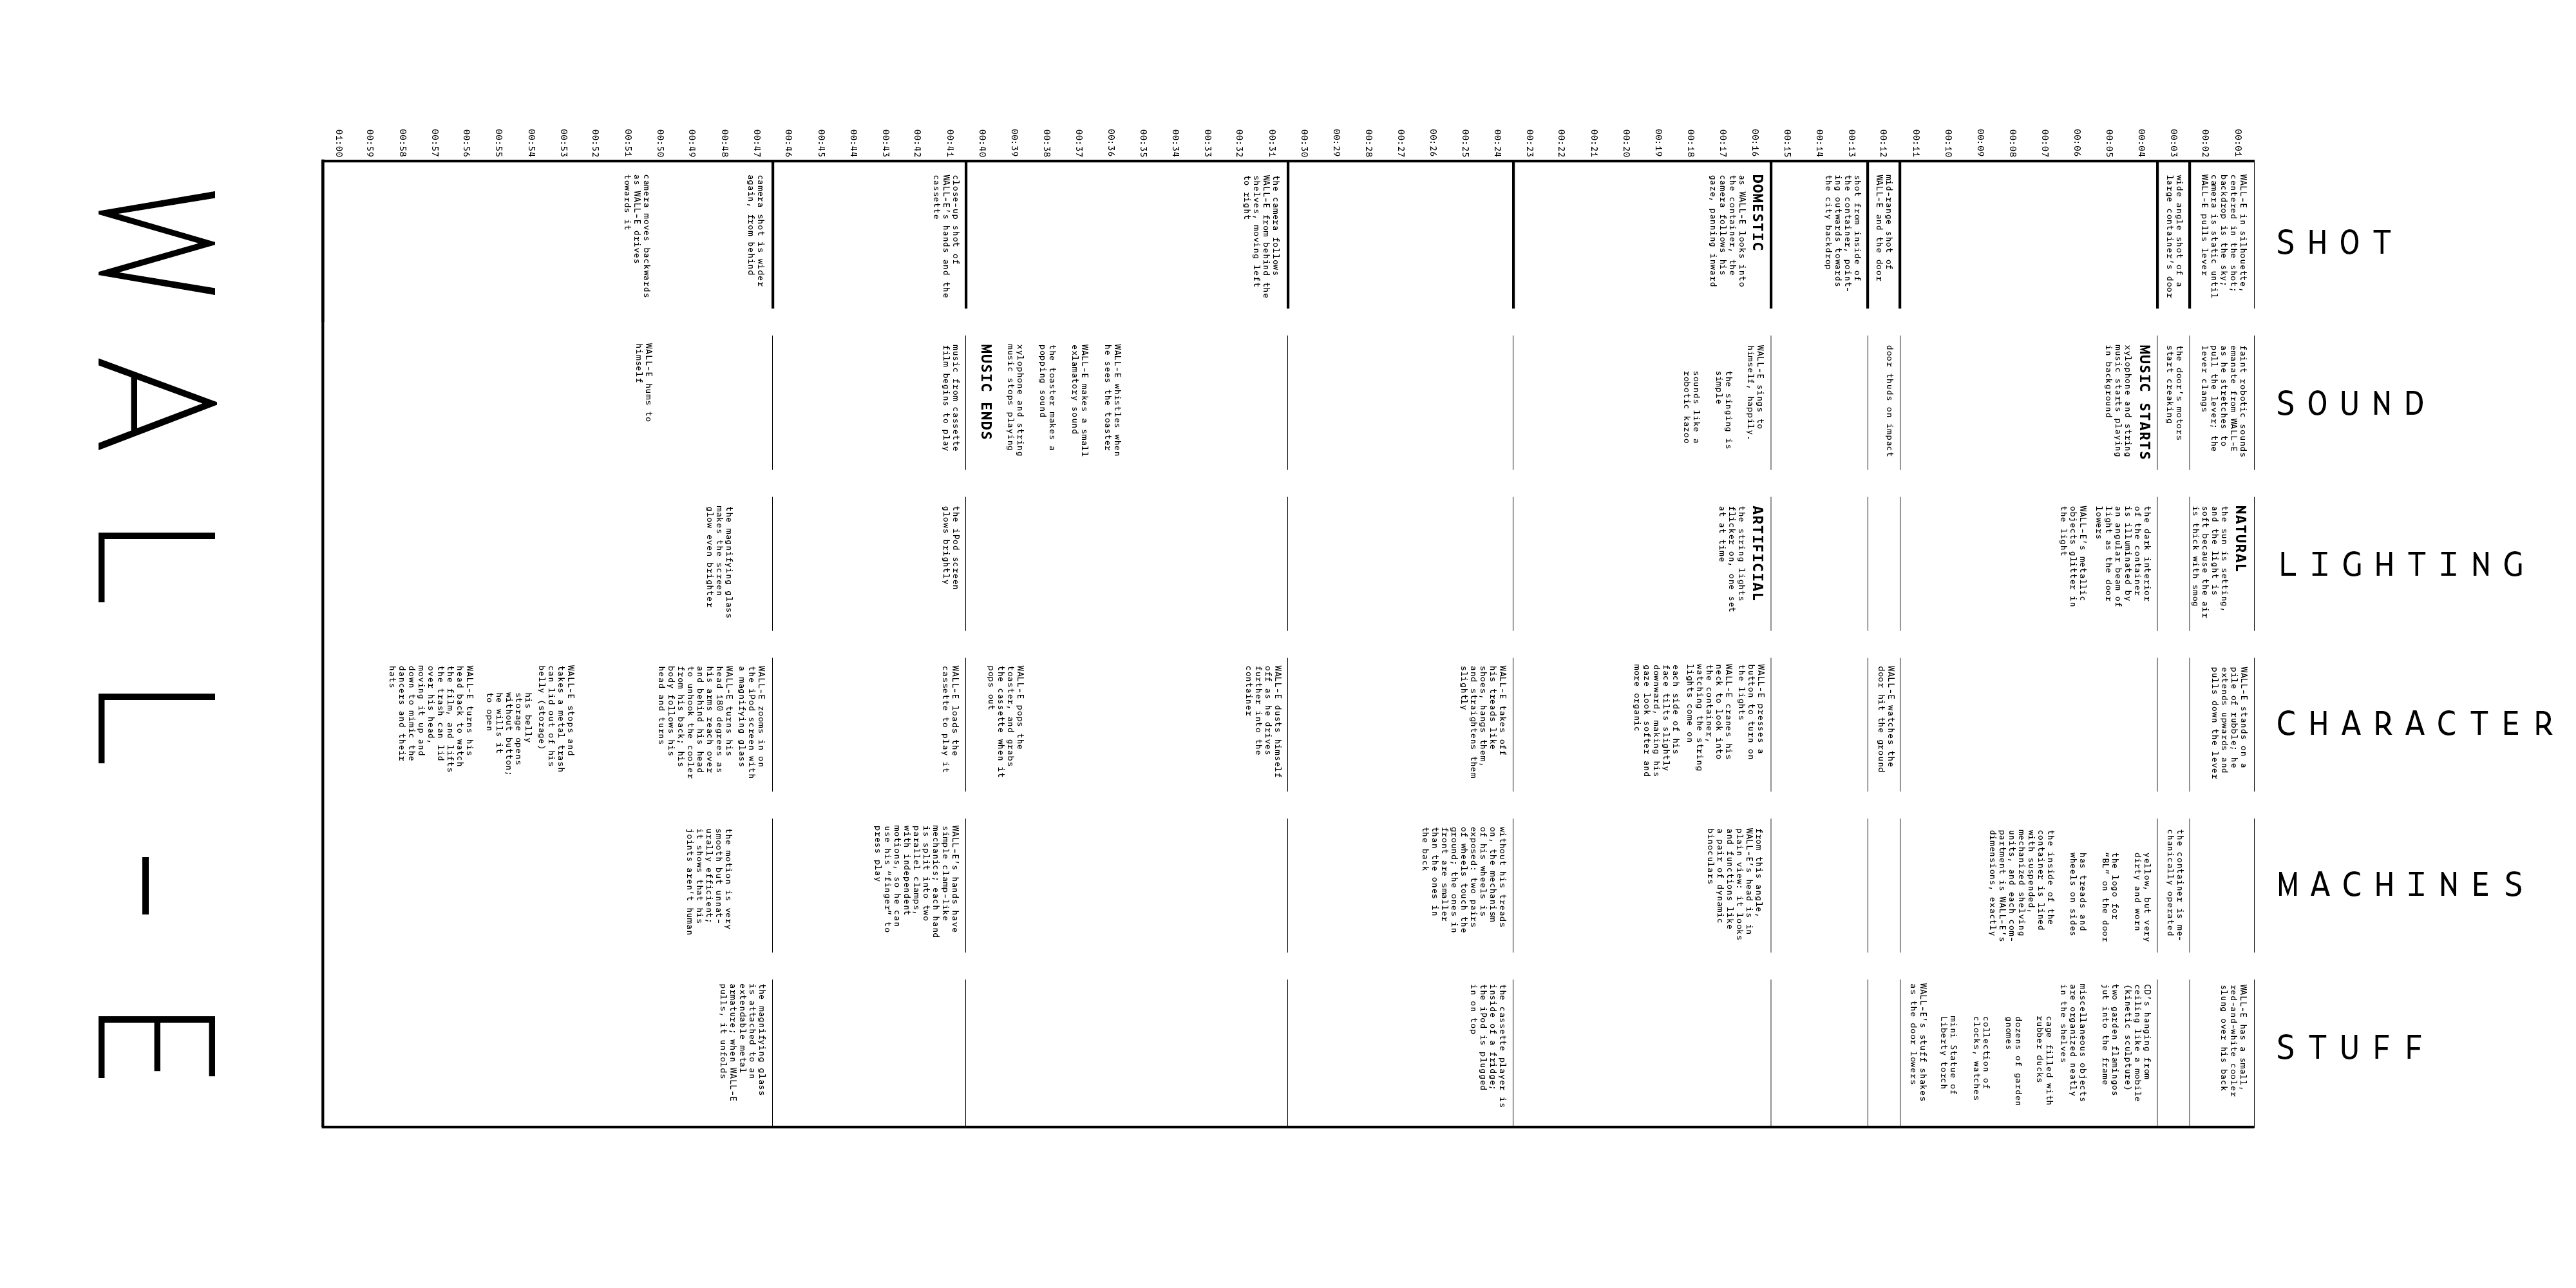 WALL-E
SHOT
SOUND
LIGHTING
CHARACTER
MACHINES
STUFF
00:01
00:02
00:03
00:04
00:05
00:06
00:07
00:08
00:09
00:10
00:11
00:12
00:13
00:14
00:15
00:16
00:17
00:18
00:19
00:20
00:21
00:22
00:23
00:24
00:25
00:26
00:27
00:28
00:29
00:30
00:31
00:32
00:33
00:34
00:35
00:36
00:37
00:38
00:39
00:40
00:41
00:42
00:43
00:44
00:45
00:46
00:47
00:48
00:49
00:50
00:51
00:52
00:53
00:54
00:55
00:56
00:57
00:58
00:59
01:00
WALL-E in silhouette,
centered in the shot;
backdrop is the sky;
camera is static until
WALL-E pulls lever
wide angle shot of a
large container's door
mid-range shot of
WALL-E and the door
shot from inside of
the container, point-
ing outwards towards
the city backdrop
DOMESTIC
as WALL-E looks into
the container, the
camera follows his
gaze, panning inward
the camera follows
WALL-E from behind the
shelves, moving left
to right
close-up shot of
WALL-E's hands and the
cassette
camera shot is wider
again, from behind
camera moves backwards
as WALL-E drives
towards it
faint robotic sounds
emanate from WALL-E
as he stretches to
pull the lever; the
lever clangs
the door's motors
start creaking
MUSIC STARTS
xylophone and string
music starts playing
in background
door thuds on impact
WALL-E sings to
himself, happily.
the singing is
simple
sounds like a
robotic kazoo
WALL-E whistles when
he sees the toaster
WALL-E makes a small
exlamatory sound
the toaster makes a
popping sound
xylophone and string
music stops playing
MUSIC ENDS
music from cassette
film begins to play
WALL-E hums to
himself
NATURAL
the sun is setting,
and the light is
soft because the air
is thick with smog
the dark interior
of the container
is illuminated by
an angular beam of
light as the door
lowers
WALL-E's metallic
objects glitter in
the light
ARTIFICIAL
the string lights
flicker on, one set
at at time
the iPod screen
glows brightly
the magnifying glass
makes the screen
glow even brighter
WALL-E stands on a
pile of rubble; he
extends upwards and
pulls down the lever
WALL-E watches the
door hit the ground
WALL-E presses a
button to turn on
the lights
WALL-E cranes his
neck to look into
the container,
watching the string
lights come on
each side of his
face tilts slightly
downward, making his
gaze look softer and
more organic
WALL-E takes off
his treads like
shoes, hangs them,
and straightens them
slightly
WALL-E dusts himself
off as he drives
further into the
container
WALL-E pops the
toaster, and grabs
the cassette when it
pops out
WALL-E loads the
cassette to play it
WALL-E zooms in on
the iPod screen with
a magnifying glass
WALL-E turns his
head 180 degrees as
his arms reach over
and behind his head
to unhook the cooler
from his back; his
body follows his
head and turns
WALL-E stops and
takes a metal trash
can lid out of his
belly (storage)
his belly
storage opens
without button;
he wills it
to open
WALL-E turns his
head back to watch
the film, and lifts
the trash can lid
over his head,
moving it up and
down to mimic the
dancers and their
hats
the container is me-
chanically operated
yellow, but very
dirty and worn
the logo for
"BL" on the door
has treads and
wheels on sides
the inside of the
container is lined
with suspended,
mechanized shelving
units, and each com-
partment is WALL-E's
dimensions, exactly
from this angle,
WALL-E's head is in
plain view: it looks
and functions like
a pair of dynamic
binoculars
without his treads
on, the mechanism
of his wheels is
exposed: two pairs
of wheels touch the
ground; the ones in
front are smaller
than the ones in
the back
WALL-E's hands have
simple clamp-like
mechanics; each hand
is split into two
parallel clamps,
with independent
motions, so he can
use his "finger" to
press play
the motion is very
smooth but unnat-
urally efficient;
it shows that his
joints aren't human
WALL-E has a small,
red-and-white cooler
slung over his back
CD's hanging from
ceiling like a mobile
(kinetic sculpture)
two garden flamingos
jut into the frame
miscellaneous objects
are organized neatly
in the shelves
cage filled with
rubber ducks
dozens of garden
gnomes
collection of
clocks, watches
mini Statue of
Liberty torch
WALL-E's stuff shakes
as the door lowers
the cassette player is
inside of a fridge;
the iPod is plugged
in on top
the magnifying glass
is attached to an
extendable metal
armature; when WALL-E
pulls, it unfolds